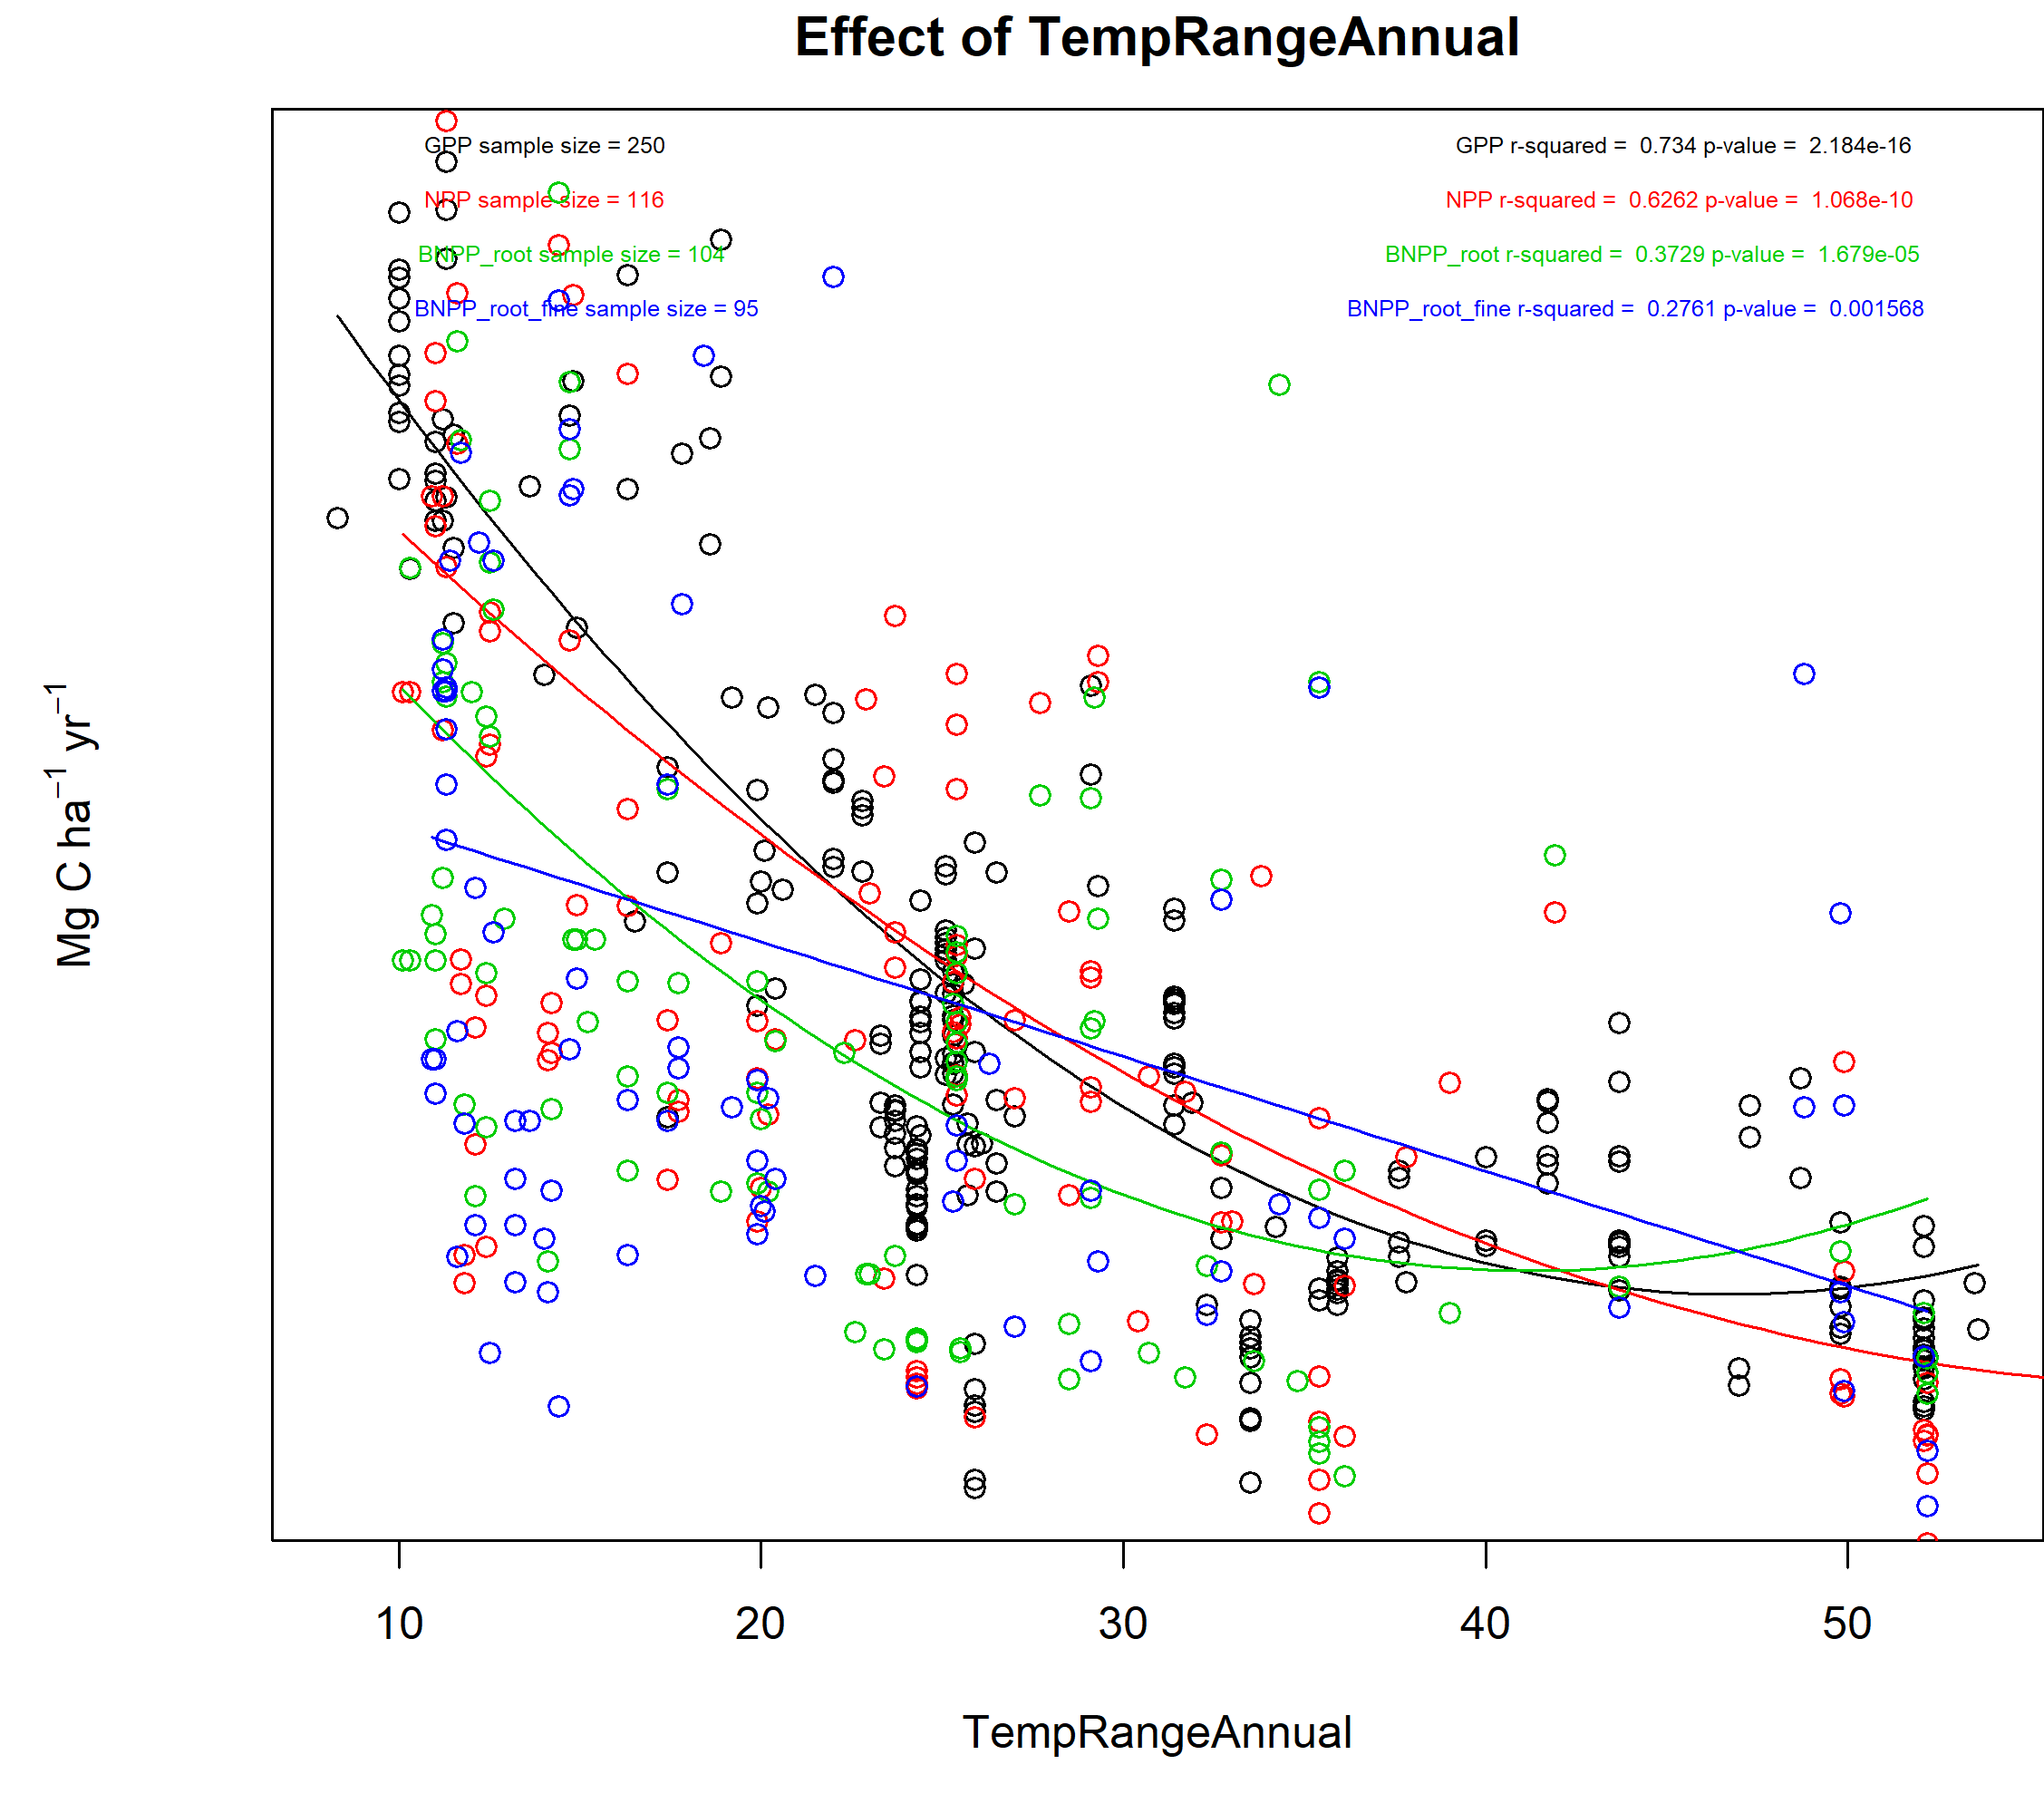 Effect of TempRangeAnnual
GPP sample size = 250
GPP r-squared =  0.734 p-value =  2.184e-16
NPP sample size = 116
NPP r-squared =  0.6262 p-value =  1.068e-10
BNPP_root sample size = 104
BNPP_root r-squared =  0.3729 p-value =  1.679e-05
BNPP_root_fine sample size = 95
BNPP_root_fine r-squared =  0.2761 p-value =  0.001568
Mg C ha⁻¹ yr⁻¹
10 20 30 40 50
TempRangeAnnual